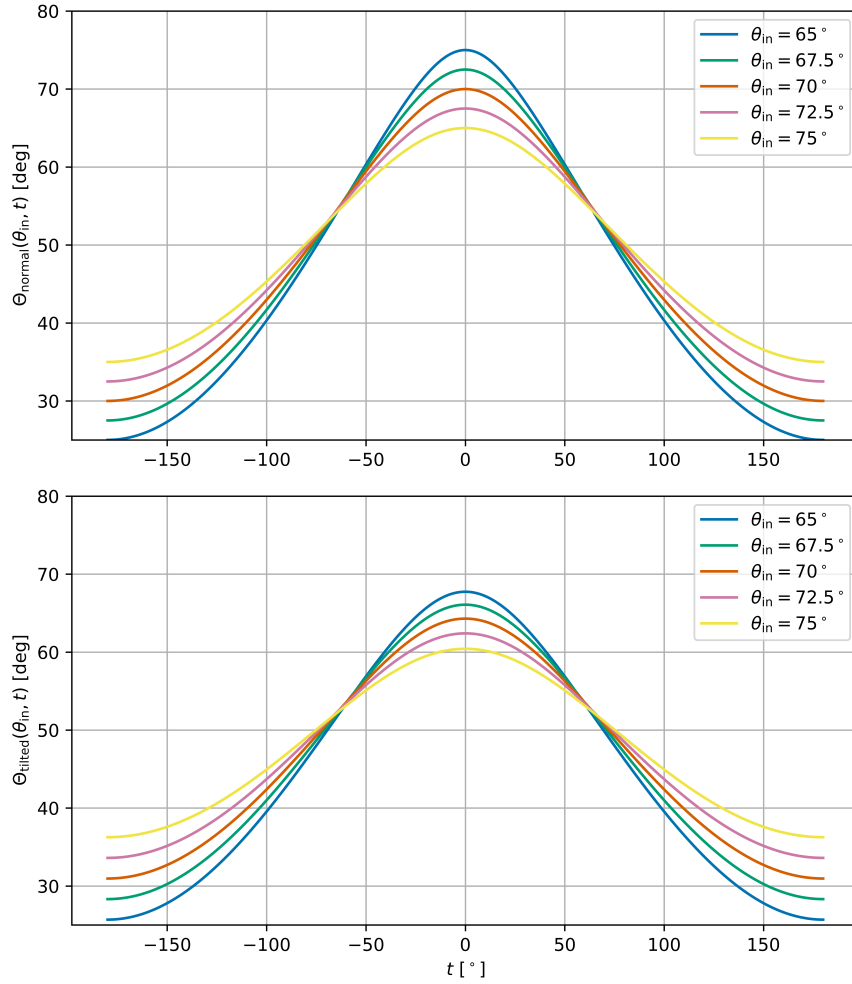 80
70
60
50
40
30
Θnormal(θin, t) [deg]
θin = 65°
θin = 67.5°
θin = 70°
θin = 72.5°
θin = 75°
−150 −100 −50 0 50 100 150
80
70
60
50
40
30
Θtilted(θin, t) [deg]
θin = 65°
θin = 67.5°
θin = 70°
θin = 72.5°
θin = 75°
−150 −100 −50 0 50 100 150
t [°]